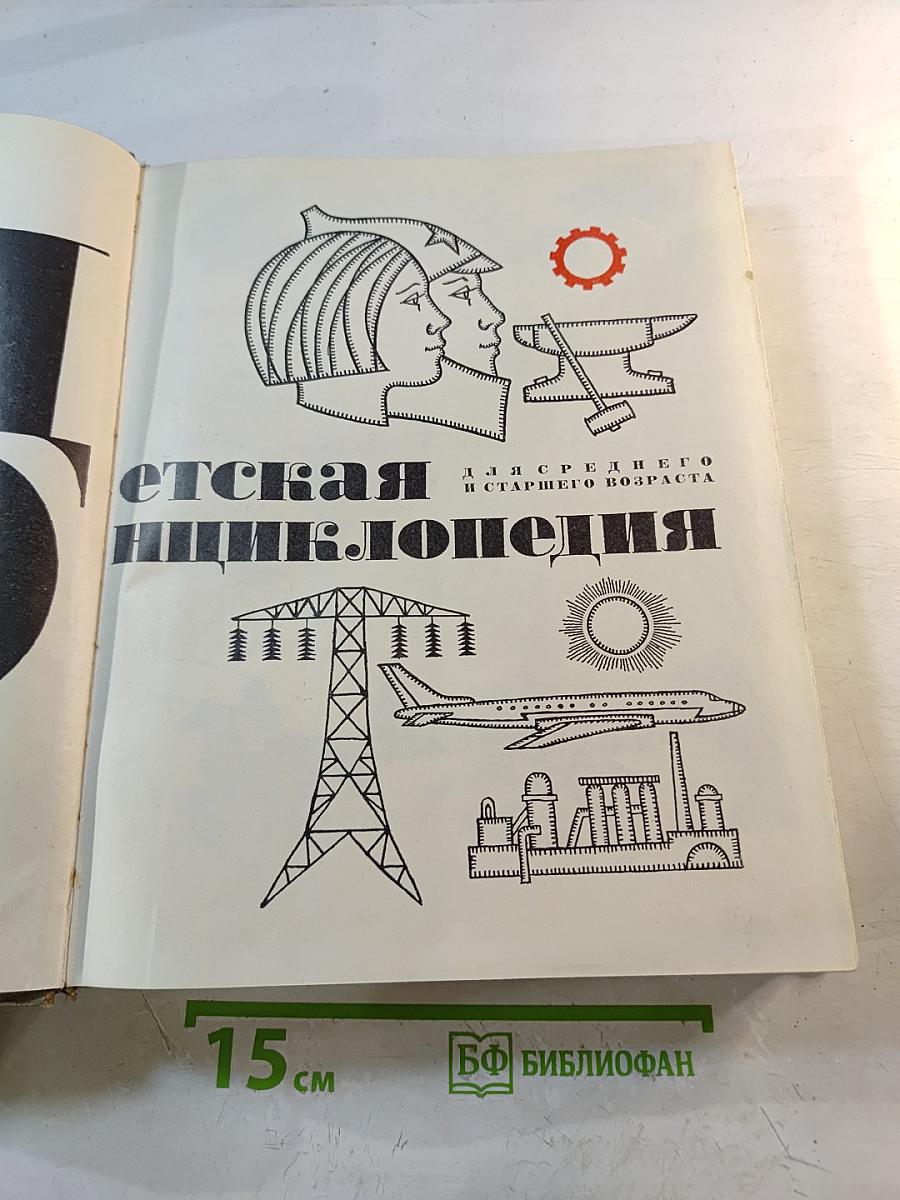 етская
ДЛЯ СРЕДНЕГО
И СТАРШЕГО ВОЗРАСТА
нциклопедия
15 см
БФ БИБЛИОФАН